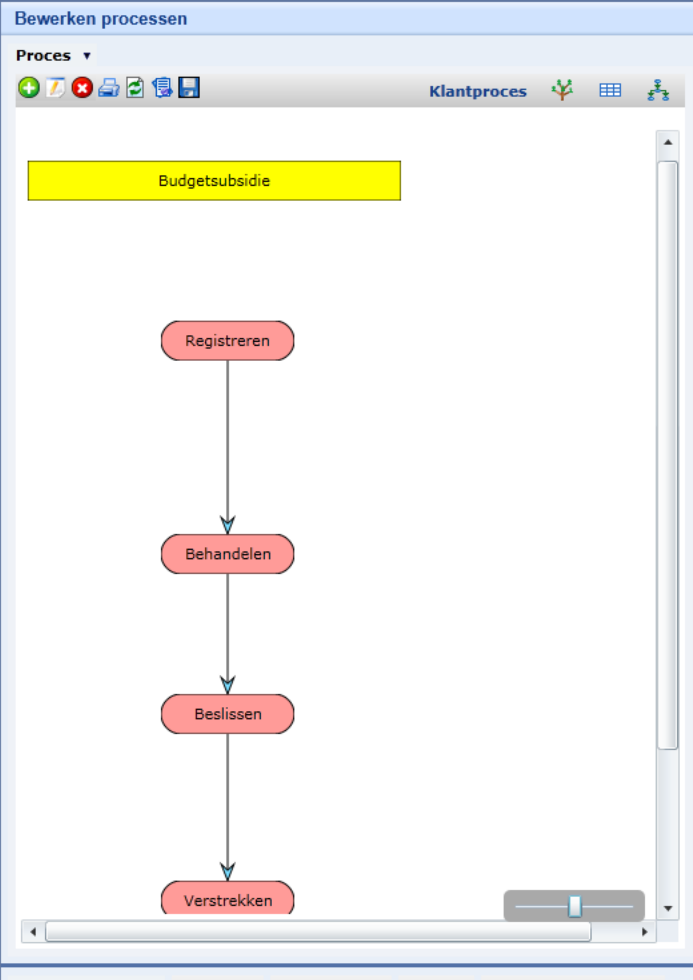 Bewerken processen
Proces
Klantproces
Budgetsubsidie
Registreren
Behandelen
Beslissen
Verstrekken